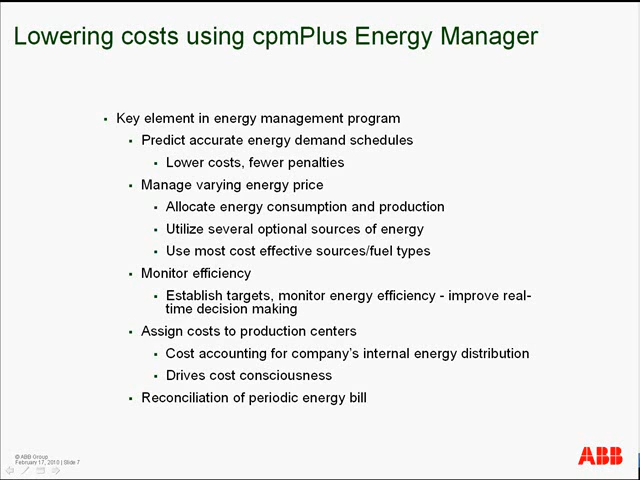 Lowering costs using cpmPlus Energy Manager
Key element in energy management program
Predict accurate energy demand schedules
Lower costs, fewer penalties
Manage varying energy price
Allocate energy consumption and production
Utilize several optional sources of energy
Use most cost effective sources/fuel types
Monitor efficiency
Establish targets, monitor energy efficiency - improve real-
time decision making
Assign costs to production centers
Cost accounting for company's internal energy distribution
Drives cost consciousness
Reconciliation of periodic energy bill
© ABB Group
February 17, 2010 | Slide 7
ABB